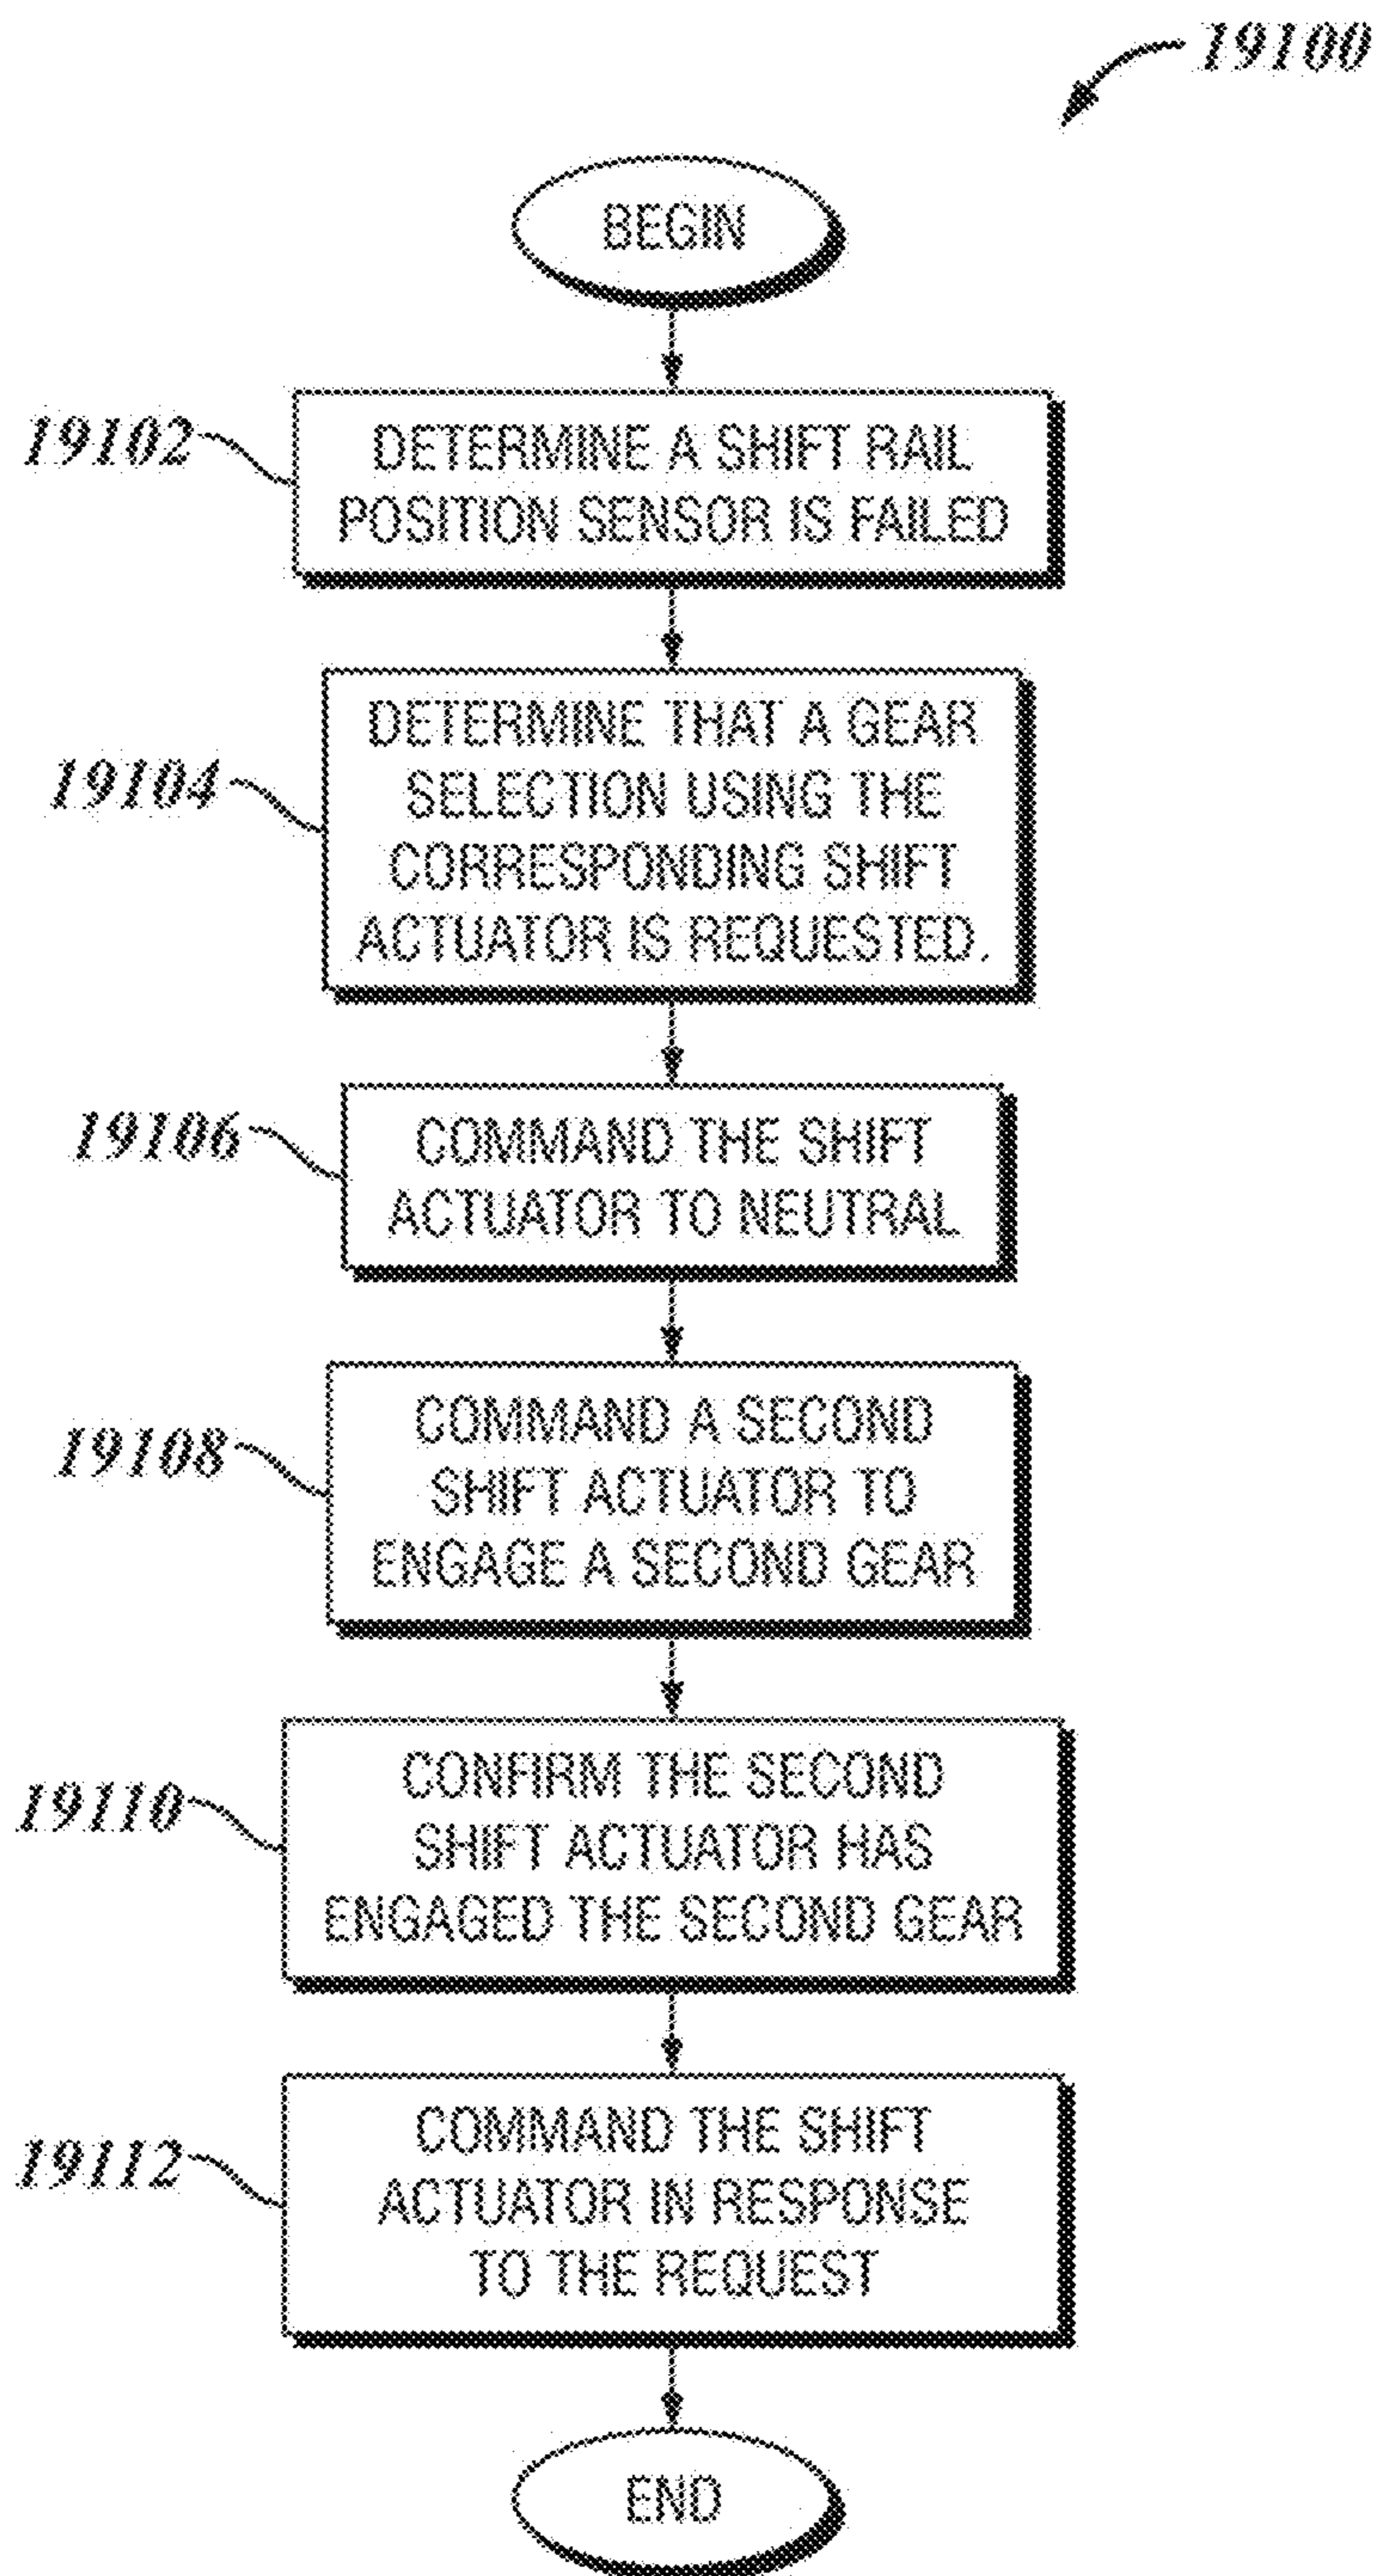 19100
BEGIN
19102
DETERMINE A SHIFT RAIL
POSITION SENSOR IS FAILED
19104
DETERMINE THAT A GEAR
SELECTION USING THE
CORRESPONDING SHIFT
ACTUATOR IS REQUESTED.
19106
COMMAND THE SHIFT
ACTUATOR TO NEUTRAL
19108
COMMAND A SECOND
SHIFT ACTUATOR TO
ENGAGE A SECOND GEAR
19110
CONFIRM THE SECOND
SHIFT ACTUATOR HAS
ENGAGED THE SECOND GEAR
19112
COMMAND THE SHIFT
ACTUATOR IN RESPONSE
TO THE REQUEST
END